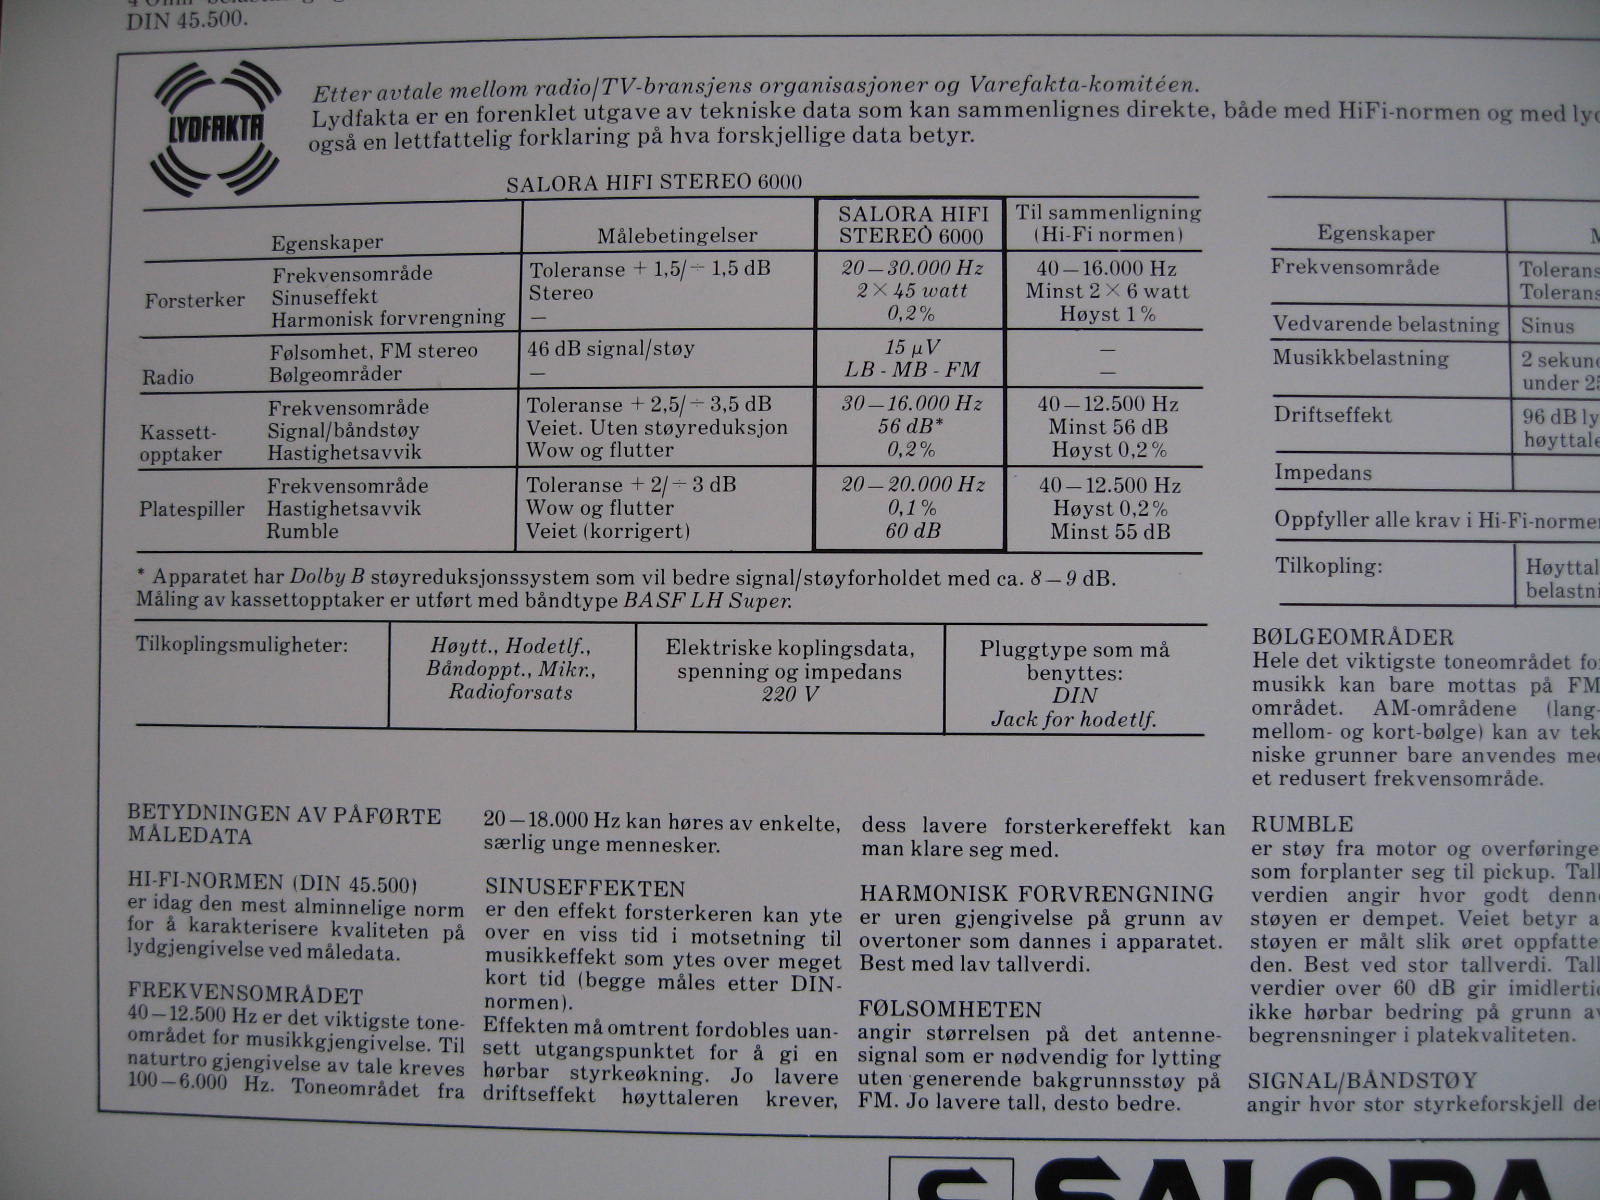 DIN 45.500.
LYDFAKTA
Etter avtale mellom radio/TV-bransjens organisasjoner og Varefakta-komitéen.
Lydfakta er en forenklet utgave av tekniske data som kan sammenlignes direkte, både med HiFi-normen og med
også en lettfattelig forklaring på hva forskjellige data betyr.
SALORA HIFI STEREO 6000
Egenskaper Målebetingelser SALORA HIFI STEREO 6000 Til sammenligning (Hi-Fi normen)
Frekvensområde Toleranse + 1,5/÷ 1,5 dB 20–30.000 Hz 40–16.000 Hz
Forsterker Sinuseffekt Stereo 2 × 45 watt Minst 2 × 6 watt
Harmonisk forvrengning — 0,2% Høyst 1%
Følsomhet, FM stereo 46 dB signal/støy 15 µV —
Radio Bølgeområder — LB - MB - FM —
Frekvensområde Toleranse + 2,5/÷ 3,5 dB 30–16.000 Hz 40–12.500 Hz
Kassett- Signal/båndstøy Veiet. Uten støyreduksjon 56 dB* Minst 56 dB
opptaker Hastighetsavvik Wow og flutter 0,2% Høyst 0,2%
Frekvensområde Toleranse + 2/÷ 3 dB 20–20.000 Hz 40–12.500 Hz
Platespiller Hastighetsavvik Wow og flutter 0,1% Høyst 0,2%
Rumble Veiet (korrigert) 60 dB Minst 55 dB
* Apparatet har Dolby B støyreduksjonssystem som vil bedre signal/støyforholdet med ca. 8–9 dB.
Måling av kassettopptaker er utført med båndtype BASF LH Super.
Tilkoplingsmuligheter: Høytt., Hodetlf., Elektriske koplingsdata, Pluggtype som må
Båndoppt., Mikr., spenning og impedans benyttes:
Radioforsats 220 V DIN
Jack for hodetlf.
Egenskaper
Frekvensområde Tolerans
Tolerans
Vedvarende belastning Sinus
Musikkbelastning 2 sekun
under
Driftseffekt 96 dB ly
høyttale
Impedans
Oppfyller alle krav i Hi-Fi-norme
Tilkopling: Høyttal
belastni
BETYDNINGEN AV PÅFØRTE
MÅLEDATA
HI-FI-NORMEN (DIN 45.500)
er idag den mest alminnelige norm
for å karakterisere kvaliteten på
lydgjengivelse ved måledata.
FREKVENSOMRÅDET
40–12.500 Hz er det viktigste tone-
området for musikkgjengivelse. Til
naturtro gjengivelse av tale kreves
100–6.000 Hz. Toneområdet fra
20–18.000 Hz kan høres av enkelte,
særlig unge mennesker.
SINUSEFFEKTEN
er den effekt forsterkeren kan yte
over en viss tid i motsetning til
musikkeffekt som ytes over meget
kort tid (begge måles etter DIN-
normen).
Effekten må omtrent fordobles uan-
sett utgangspunktet for å gi en
hørbar styrkeøkning. Jo lavere
driftseffekt høyttaleren krever,
dess lavere forsterkereffekt kan
man klare seg med.
HARMONISK FORVRENGNING
er uren gjengivelse på grunn av
overtoner som dannes i apparatet.
Best med lav tallverdi.
FØLSOMHETEN
angir størrelsen på det antenne-
signal som er nødvendig for lytting
uten generende bakgrunnsstøy på
FM. Jo lavere tall, desto bedre.
BØLGEOMRÅDER
Hele det viktigste toneområdet fo
musikk kan bare mottas på FM
området. AM-områdene (lang-
mellom- og kort-bølge) kan av tek
niske grunner bare anvendes me
et redusert frekvensområde.
RUMBLE
er støy fra motor og overføringe
som forplanter seg til pickup. Tall
verdien angir hvor godt denn
støyen er dempet. Veiet betyr a
støyen er målt slik øret oppfatte
den. Best ved stor tallverdi. Tall
verdier over 60 dB gir imidlerti
ikke hørbar bedring på grunn av
begrensninger i platekvaliteten.
SIGNAL/BÅNDSTØY
angir hvor stor styrkeforskjell de
SALORA